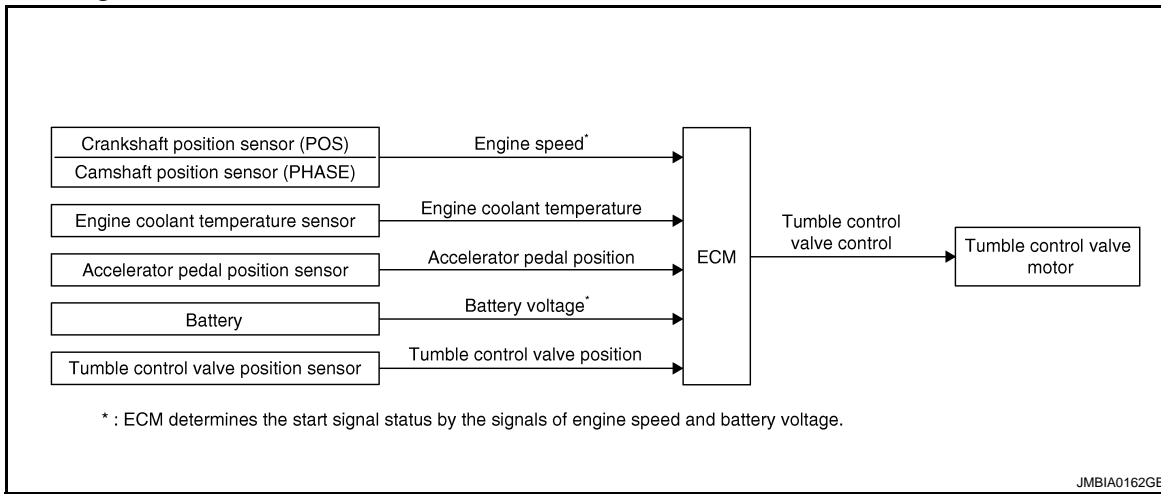 Crankshaft position sensor (POS)
Camshaft position sensor (PHASE)
Engine speed*
Engine coolant temperature sensor
Engine coolant temperature
Accelerator pedal position sensor
Accelerator pedal position
Battery
Battery voltage*
Tumble control valve position sensor
Tumble control valve position
ECM
Tumble control
valve control
Tumble control valve
motor
* : ECM determines the start signal status by the signals of engine speed and battery voltage.
JMBIA0162GB